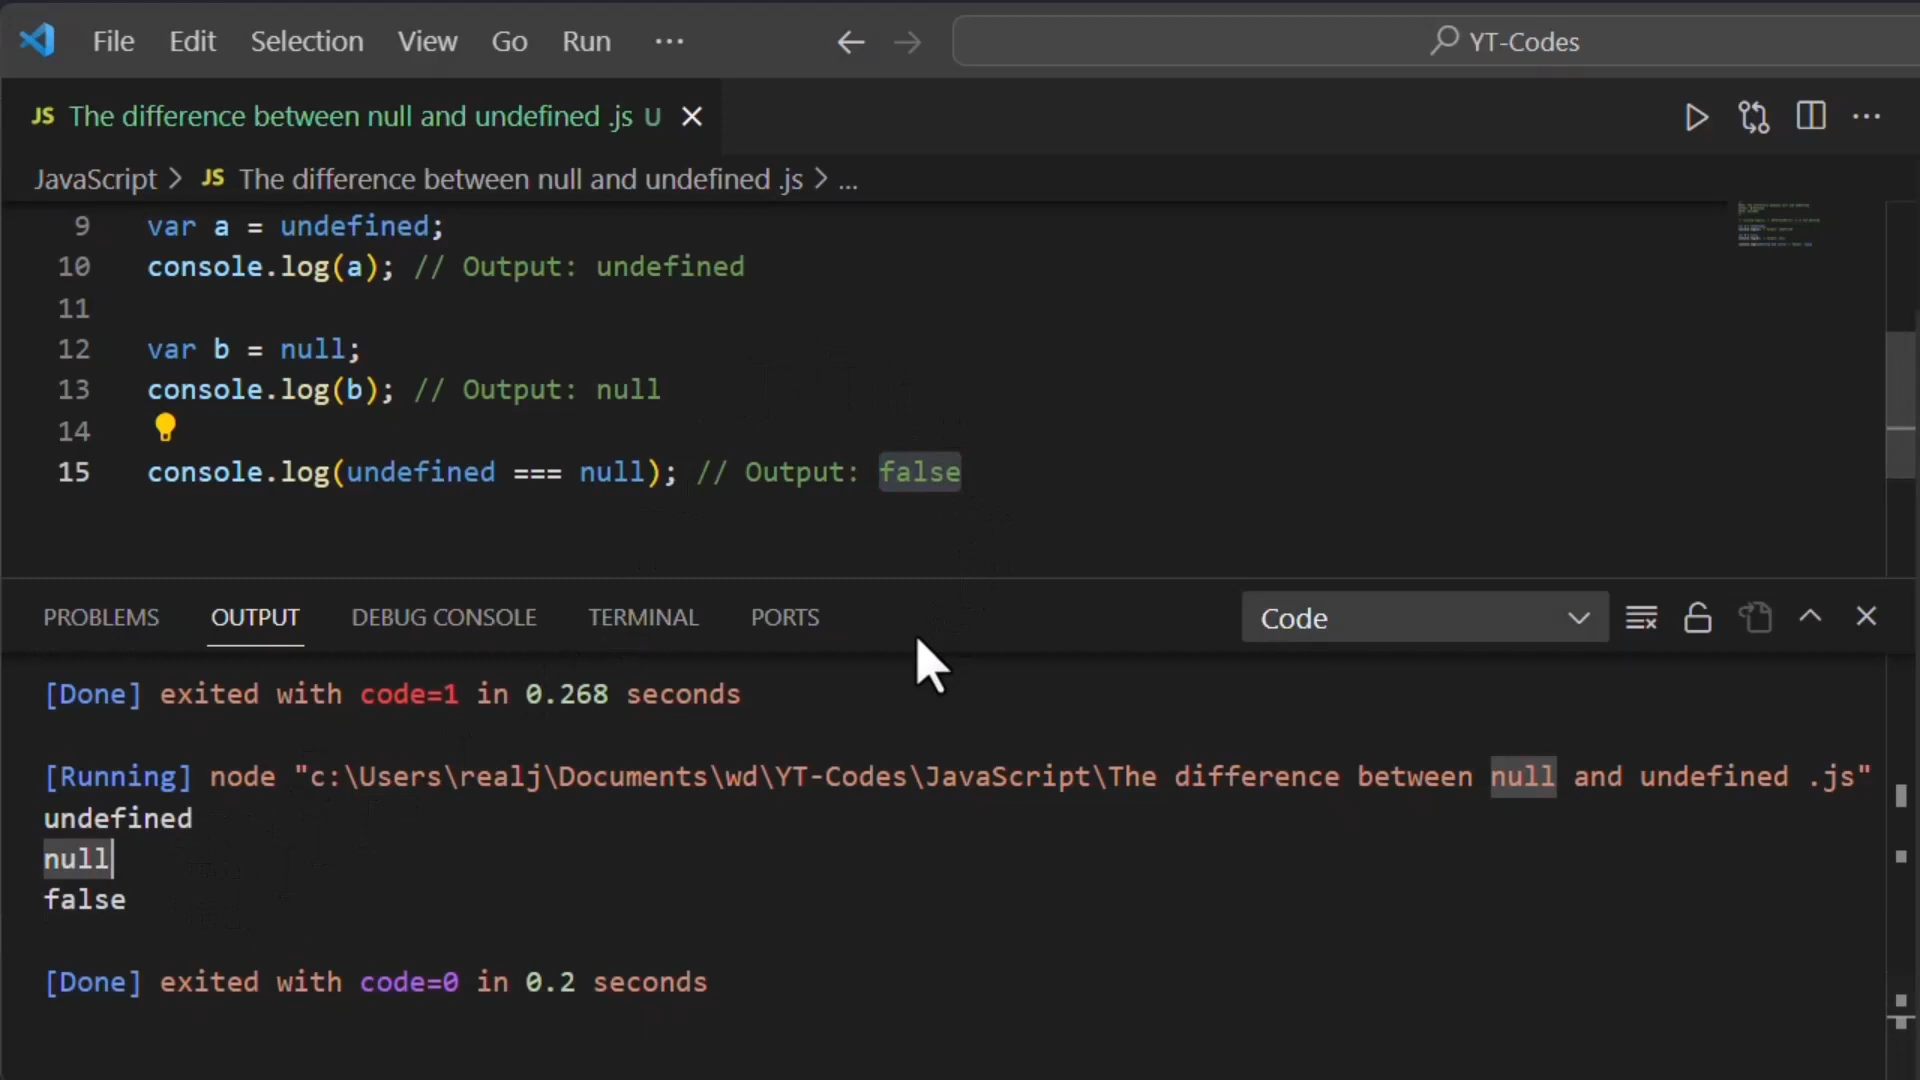 File Edit Selection View Go Run ··· YT-Codes
JS The difference between null and undefined .js U
JavaScript > JS The difference between null and undefined .js > ...
9 var a = undefined;
10 console.log(a); // Output: undefined
11
12 var b = null;
13 console.log(b); // Output: null
14
15 console.log(undefined === null); // Output: false
PROBLEMS OUTPUT DEBUG CONSOLE TERMINAL PORTS Code
[Done] exited with code=1 in 0.268 seconds
[Running] node "c:\Users\realj\Documents\wd\YT-Codes\JavaScript\The difference between null and undefined .js"
undefined
null
false
[Done] exited with code=0 in 0.2 seconds